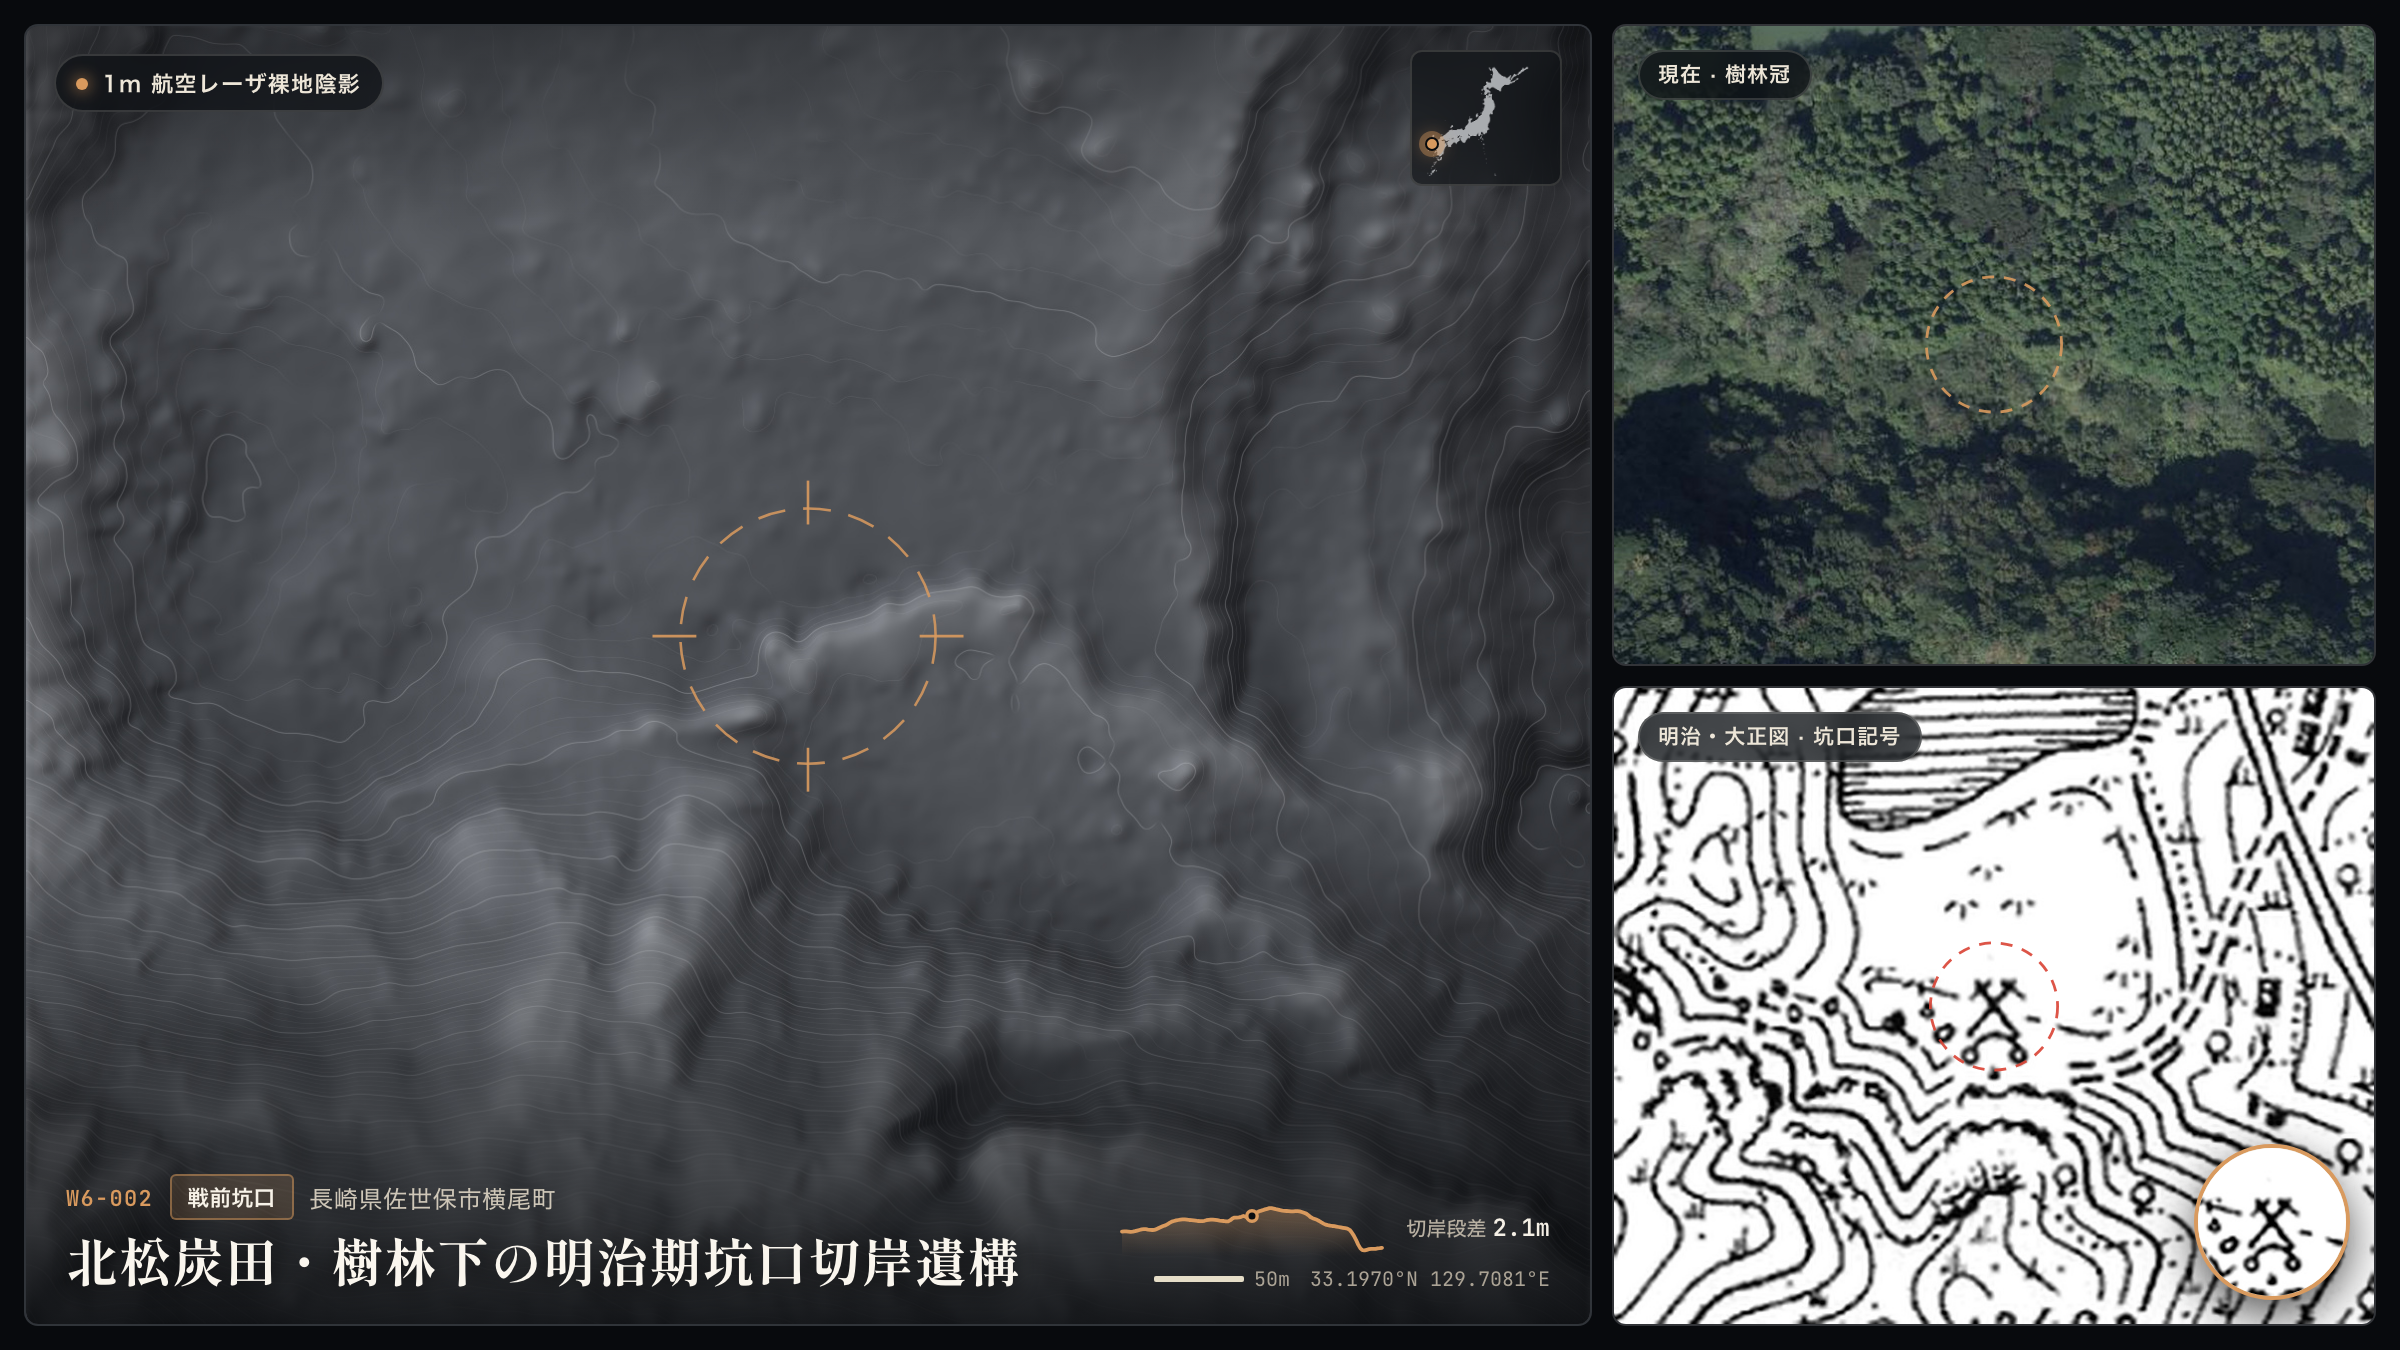 1m 航空レーザ裸地陰影
W6-002 戦前坑口 長崎県佐世保市横尾町
北松炭田・樹林下の明治期坑口切岸遺構
切岸段差 2.1m
50m 33.1970°N 129.7081°E
現在 · 樹林冠
明治・大正図 · 坑口記号